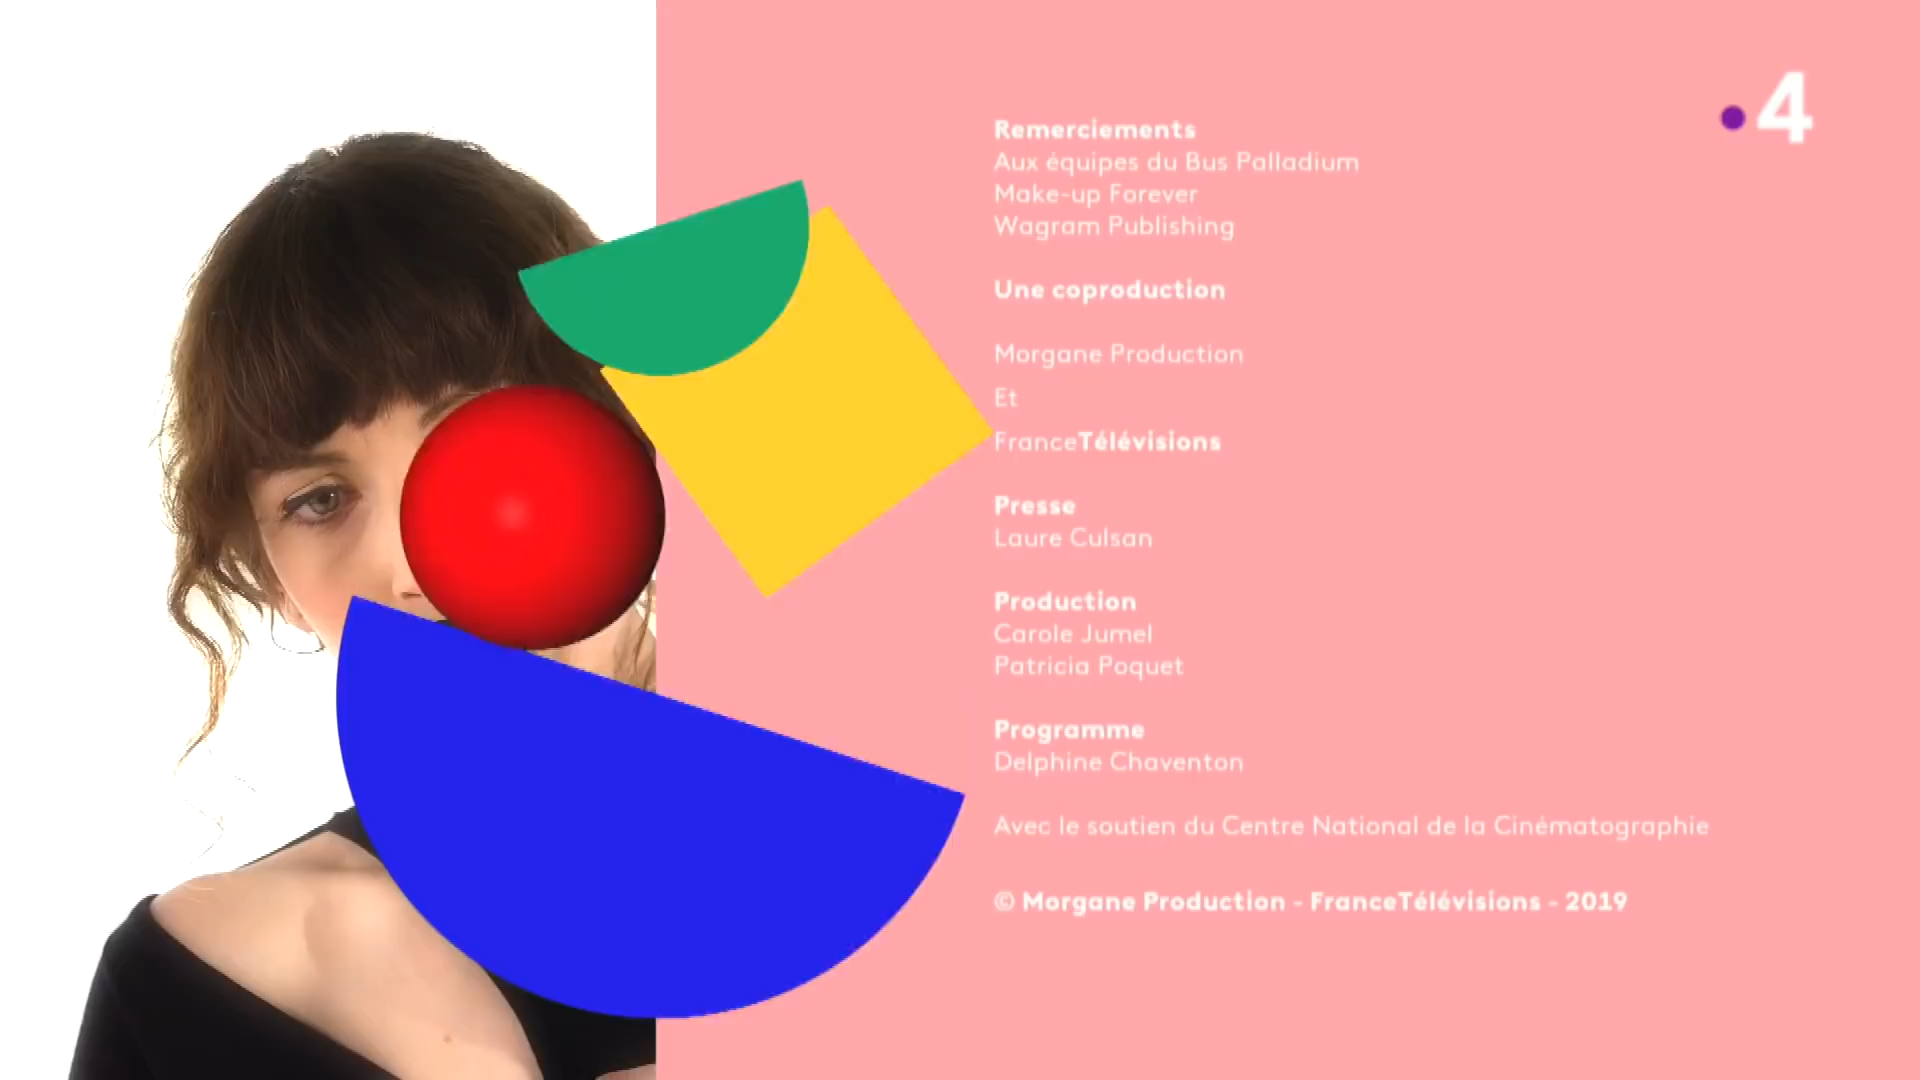 4
Remerciements
Aux équipes du Bus Palladium
Make-up Forever
Wagram Publishing
Une coproduction
Morgane Production
Et
FranceTélévisions
Presse
Laure Culsan
Production
Carole Jumel
Patricia Poquet
Programme
Delphine Chaventon
Avec le soutien du Centre National de la Cinématographie
© Morgane Production - FranceTélévisions - 2019